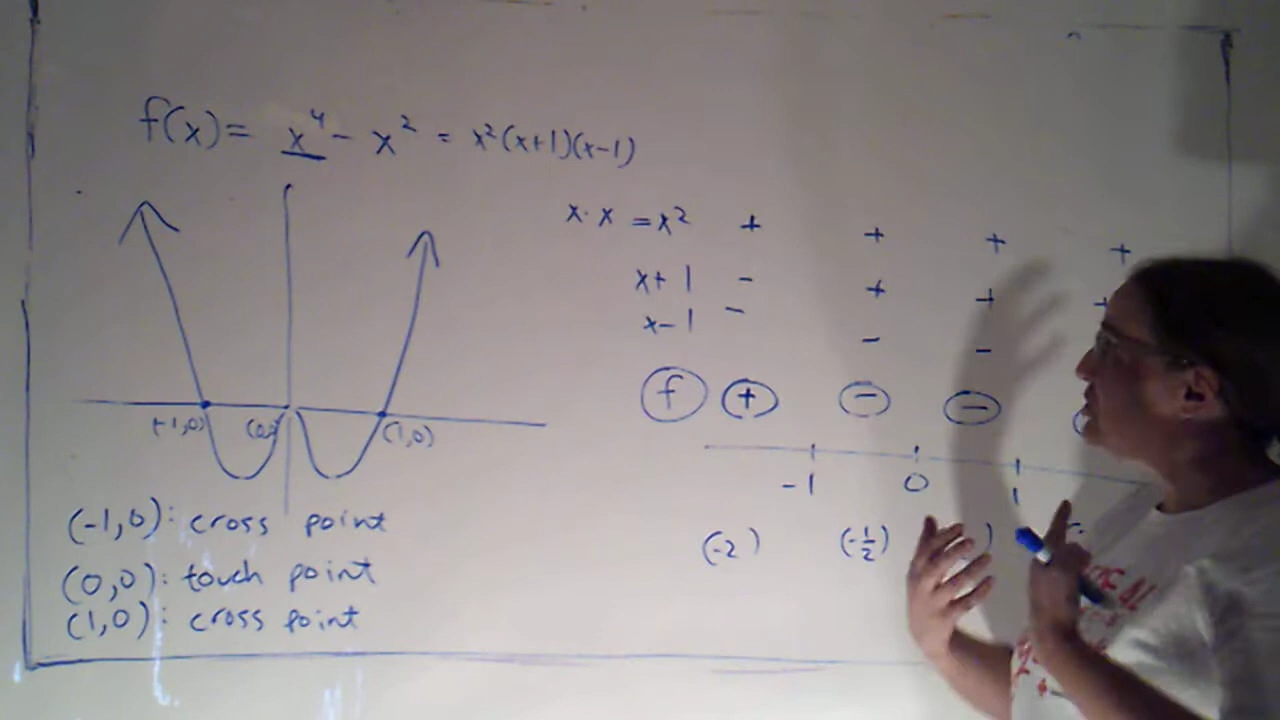 f(x) = x⁴ - x² = x²(x+1)(x-1)
x·x = x² + + + +
x+1 - + + +
x-1 - - -
f + - -
-1 0 1
(-2) (-1/2) )
(-1,0) (0,0) (1,0)
(-1,0): cross point
(0,0): touch point
(1,0): cross point